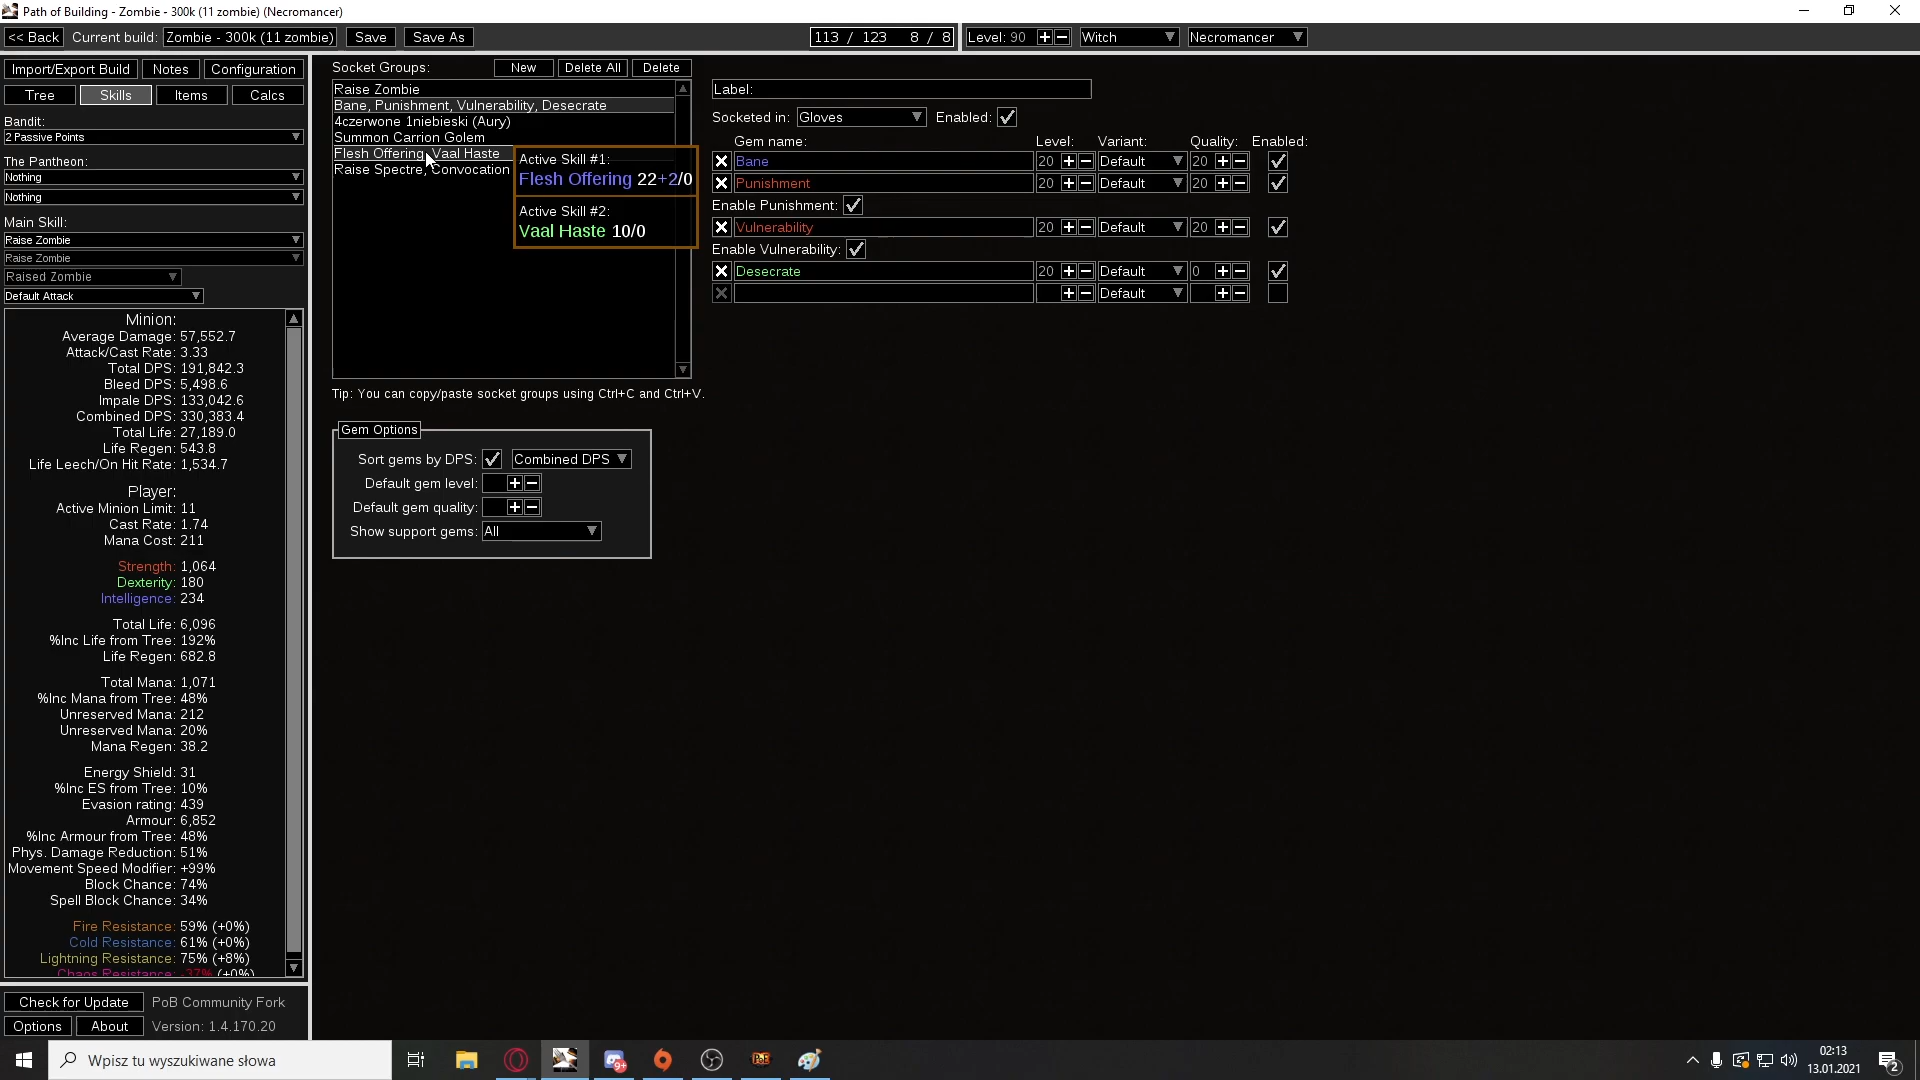 Path of Building - Zombie - 300k (11 zombie) (Necromancer)
<< Back Current build: Zombie - 300k (11 zombie) Save Save As 113 / 123 8 / 8 Level: 90 Witch Necromancer
Import/Export Build Notes Configuration
Tree Skills Items Calcs
Bandit:
2 Passive Points
The Pantheon:
Nothing
Nothing
Main Skill:
Raise Zombie
Raise Zombie
Raised Zombie
Default Attack
Minion:
Average Damage: 57,552.7
Attack/Cast Rate: 3.33
Total DPS: 191,842.3
Bleed DPS: 5,498.6
Impale DPS: 133,042.6
Combined DPS: 330,383.4
Total Life: 27,189.0
Life Regen: 543.8
Life Leech/On Hit Rate: 1,534.7
Player:
Active Minion Limit: 11
Cast Rate: 1.74
Mana Cost: 211
Strength: 1,064
Dexterity: 180
Intelligence: 234
Total Life: 6,096
%Inc Life from Tree: 192%
Life Regen: 682.8
Total Mana: 1,071
%Inc Mana from Tree: 48%
Unreserved Mana: 212
Unreserved Mana: 20%
Mana Regen: 38.2
Energy Shield: 31
%Inc ES from Tree: 10%
Evasion rating: 439
Armour: 6,852
%Inc Armour from Tree: 48%
Phys. Damage Reduction: 51%
Movement Speed Modifier: +99%
Block Chance: 74%
Spell Block Chance: 34%
Fire Resistance: 59% (+0%)
Cold Resistance: 61% (+0%)
Lightning Resistance: 75% (+8%)
Chaos Resistance: -37% (+0%)
Check for Update PoB Community Fork
Options About Version: 1.4.170.20
Socket Groups: New Delete All Delete
Raise Zombie
Bane, Punishment, Vulnerability, Desecrate
4czerwone 1niebieski (Aury)
Summon Carrion Golem
Flesh Offering, Vaal Haste
Raise Spectre, Convocation
Active Skill #1:
Flesh Offering 22+2/0
Active Skill #2:
Vaal Haste 10/0
Tip: You can copy/paste socket groups using Ctrl+C and Ctrl+V.
Gem Options
Sort gems by DPS: Combined DPS
Default gem level:
Default gem quality:
Show support gems: All
Label:
Socketed in: Gloves Enabled:
Gem name: Level: Variant: Quality: Enabled:
Bane 20 Default 20
Punishment 20 Default 20
Enable Punishment:
Vulnerability 20 Default 20
Enable Vulnerability:
Desecrate 20 Default 0
Default
Wpisz tu wyszukiwane słowa
02:13
13.01.2021
2